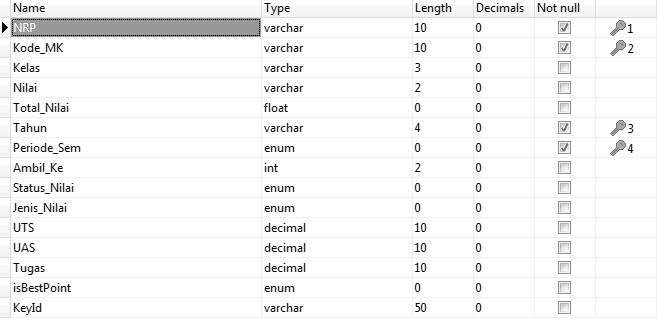 Name Type Length Decimals Not null
NRP varchar 10 0 1
Kode_MK varchar 10 0 2
Kelas varchar 3 0
Nilai varchar 2 0
Total_Nilai float 0 0
Tahun varchar 4 0 3
Periode_Sem enum 0 0 4
Ambil_Ke int 2 0
Status_Nilai enum 0 0
Jenis_Nilai enum 0 0
UTS decimal 10 0
UAS decimal 10 0
Tugas decimal 10 0
isBestPoint enum 0 0
KeyId varchar 50 0